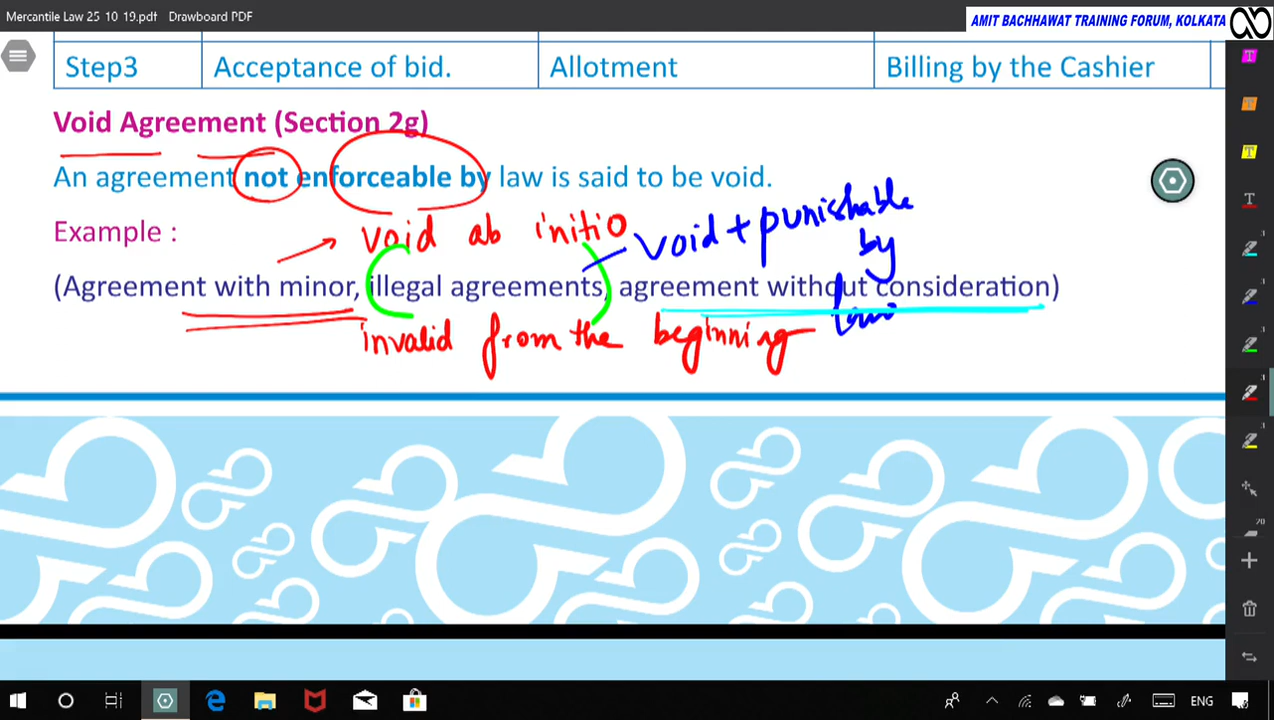 Mercantile Law 25 10 19.pdf Drawboard PDF
AMIT BACHHAWAT TRAINING FORUM, KOLKATA
Step3 Acceptance of bid. Allotment Billing by the Cashier
Void Agreement (Section 2g)
An agreement not enforceable by law is said to be void.
void + punishable
Example : void ab initio by
(Agreement with minor, illegal agreements, agreement without consideration)
law
invalid from the beginning
20
ENG